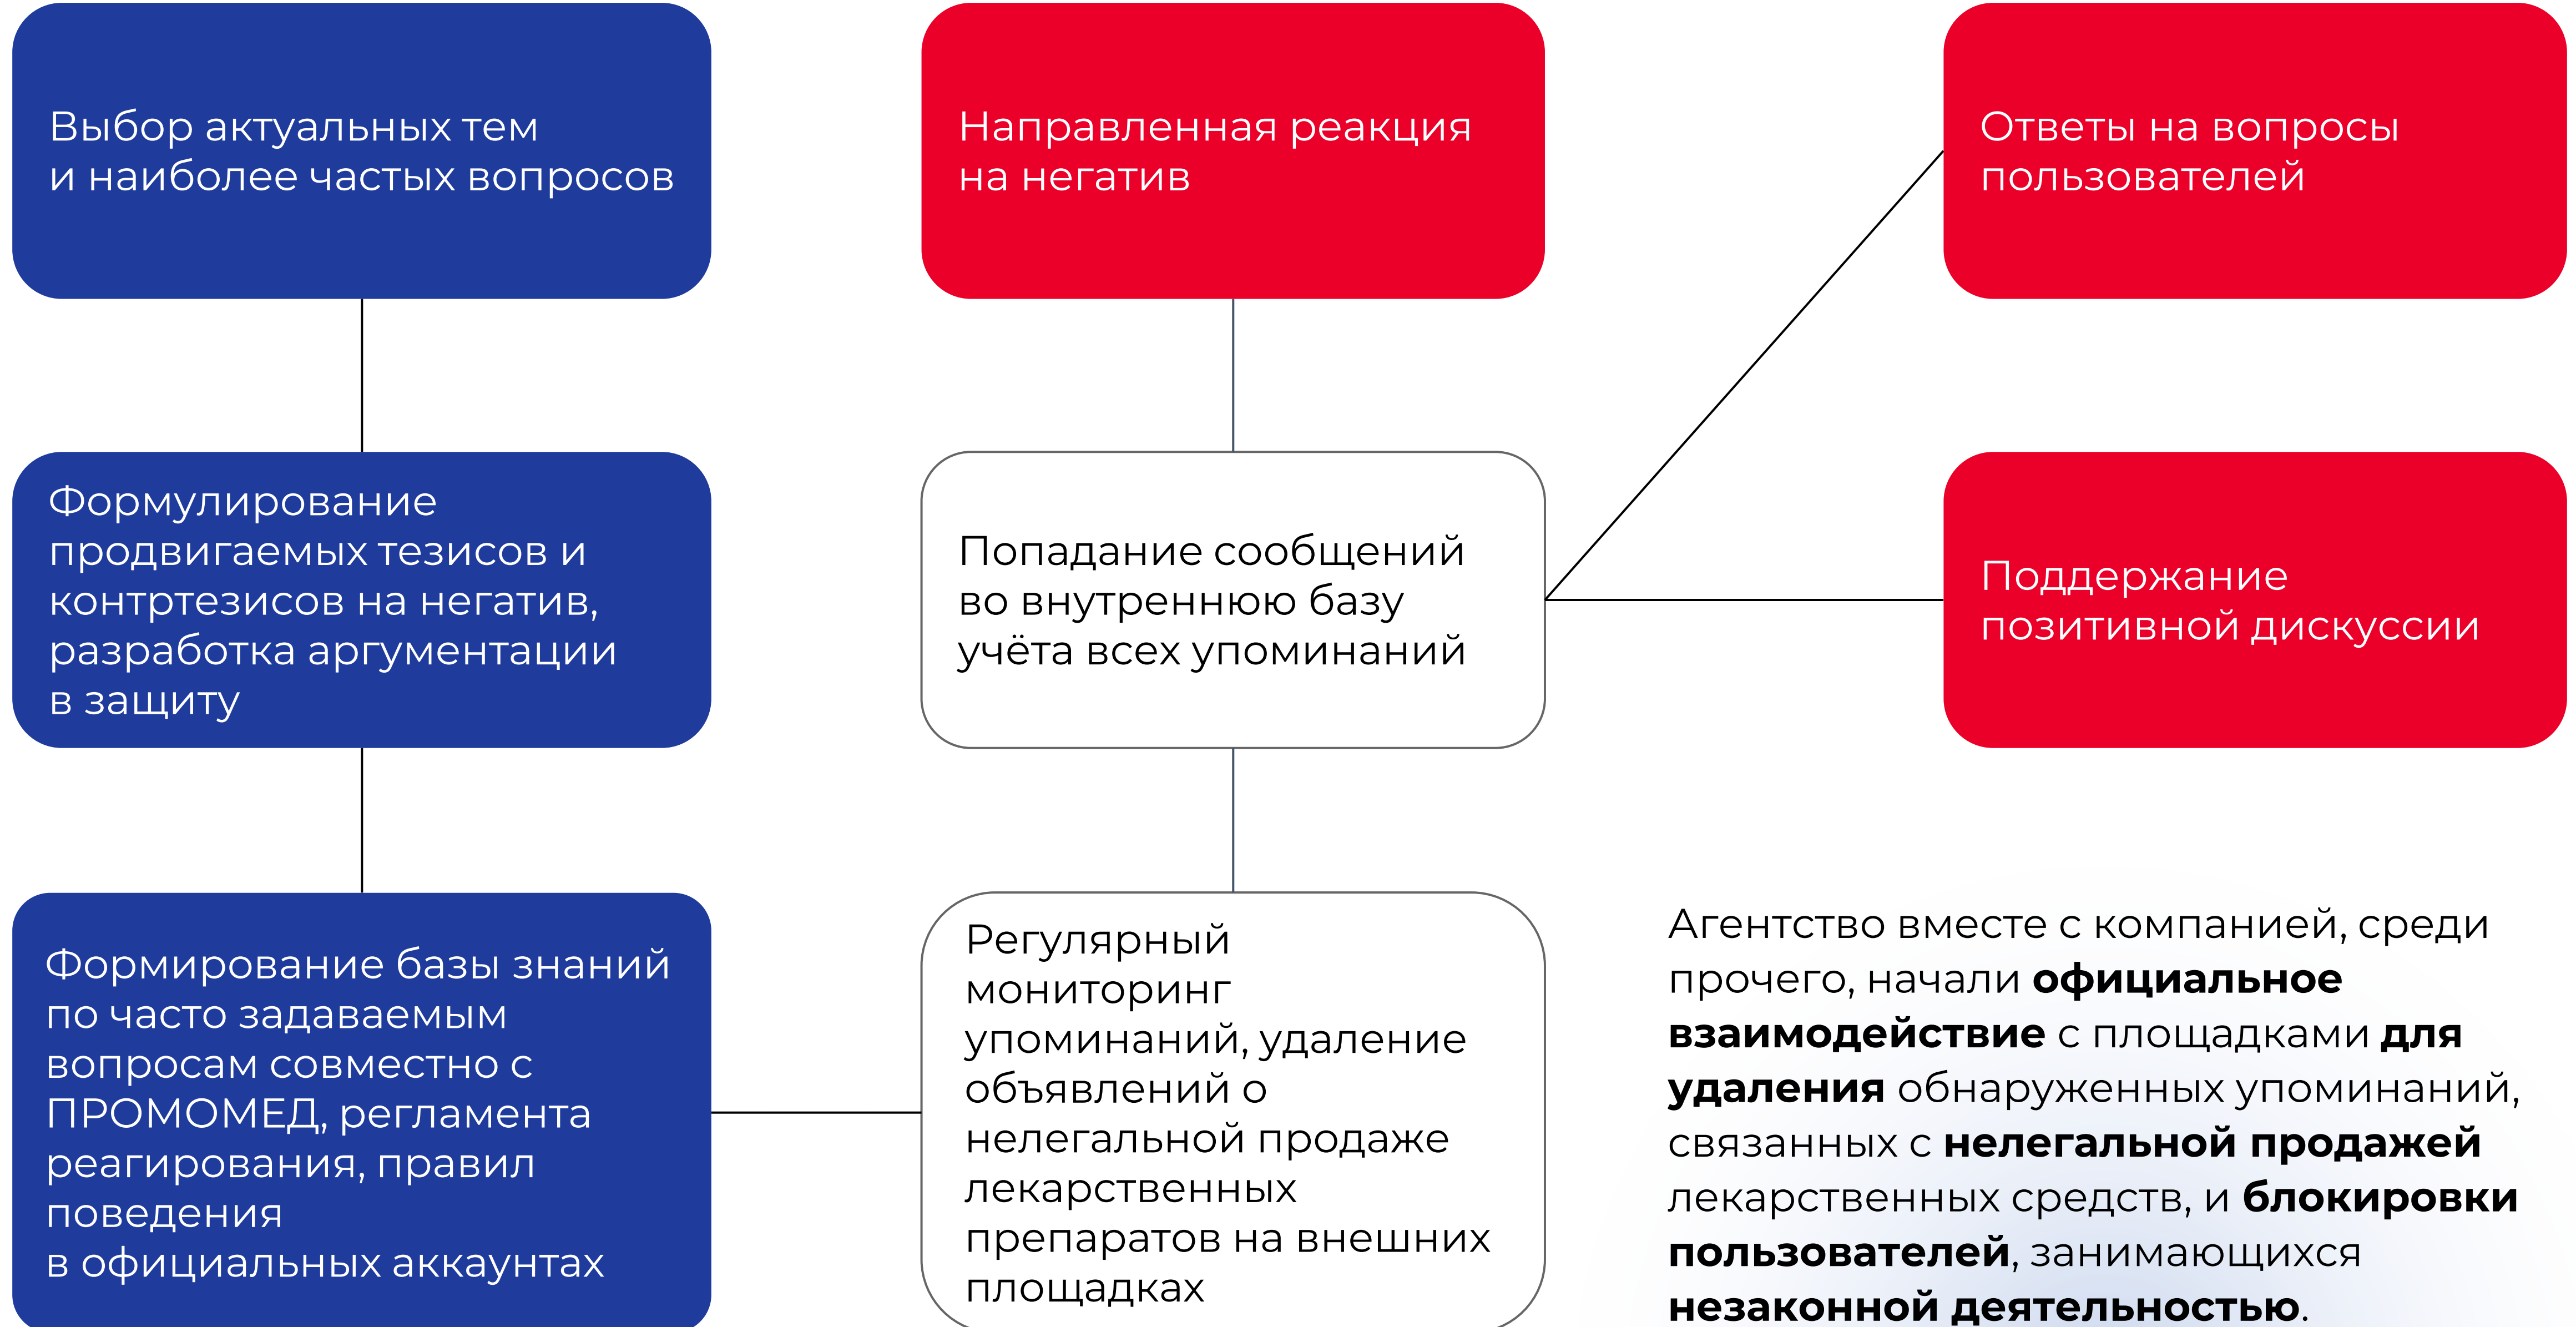 Выбор актуальных тем
и наиболее частых вопросов
Формулирование
продвигаемых тезисов и
контртезисов на негатив,
разработка аргументации
в защиту
Формирование базы знаний
по часто задаваемым
вопросам совместно с
ПРОМОМЕД, регламента
реагирования, правил
поведения
в официальных аккаунтах
Направленная реакция
на негатив
Попадание сообщений
во внутреннюю базу
учёта всех упоминаний
Регулярный
мониторинг
упоминаний, удаление
объявлений о
нелегальной продаже
лекарственных
препаратов на внешних
площадках
Ответы на вопросы
пользователей
Поддержание
позитивной дискуссии
Агентство вместе с компанией, среди
прочего, начали официальное
взаимодействие с площадками для
удаления обнаруженных упоминаний,
связанных с нелегальной продажей
лекарственных средств, и блокировки
пользователей, занимающихся
незаконной деятельностью.